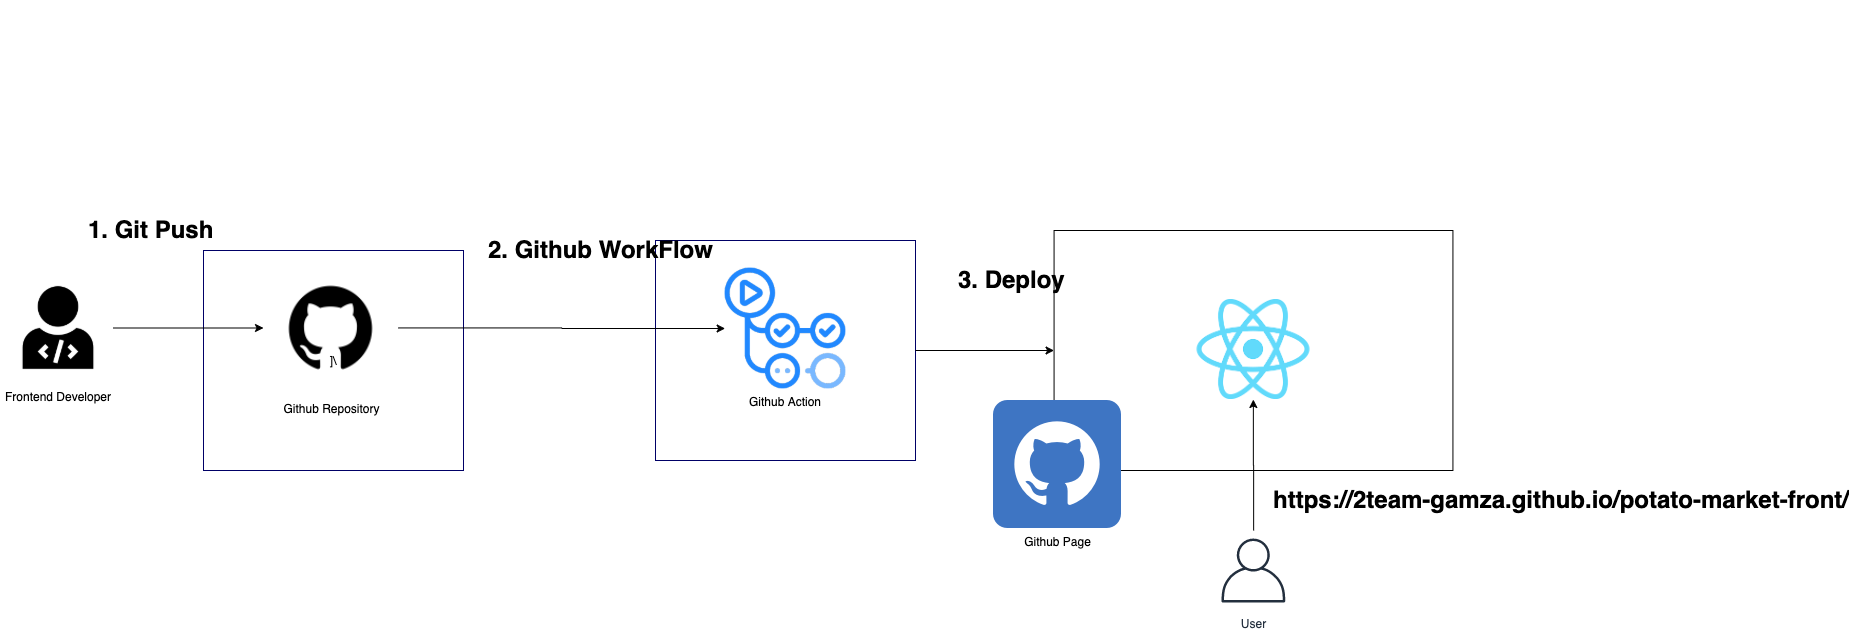 1. Git Push
2. Github WorkFlow
3. Deploy
Frontend Developer
Github Repository
Github Action
https://2team-gamza.github.io/potato-market-front/
Github Page
User